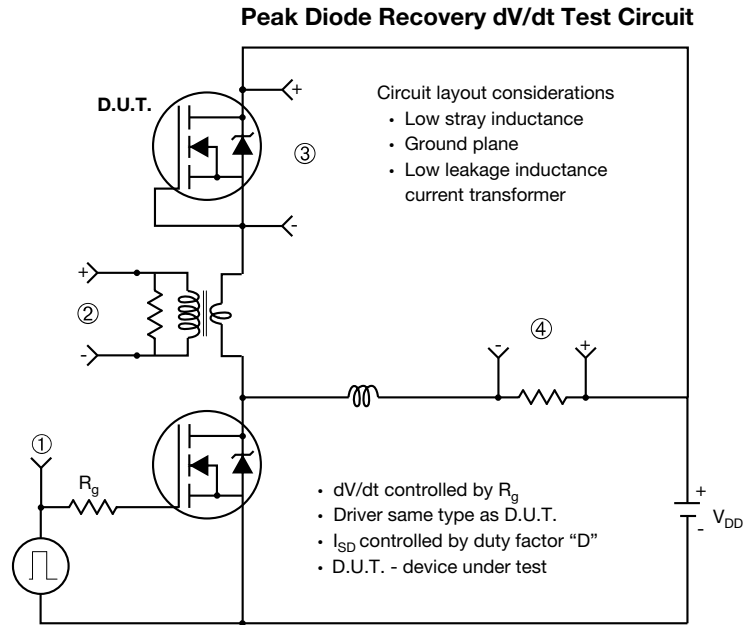 Peak Diode Recovery dV/dt Test Circuit
D.U.T.
+
③
-
Circuit layout considerations
• Low stray inductance
• Ground plane
• Low leakage inductance
current transformer
+
②
-
-
④
+
①
Rg
• dV/dt controlled by Rg
• Driver same type as D.U.T.
• ISD controlled by duty factor “D”
• D.U.T. - device under test
+
VDD
-